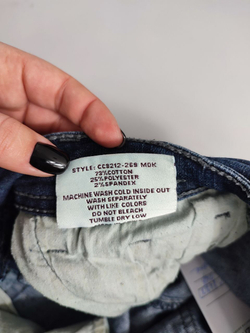 STYLE: CC9212-268 MDK
73%COTTON
25%POLYESTER
2%SPANDEX
MACHINE WASH COLD INSIDE OUT
WASH SEPARATELY
WITH LIKE COLORS
DO NOT BLEACH
TUMBLE DRY LOW